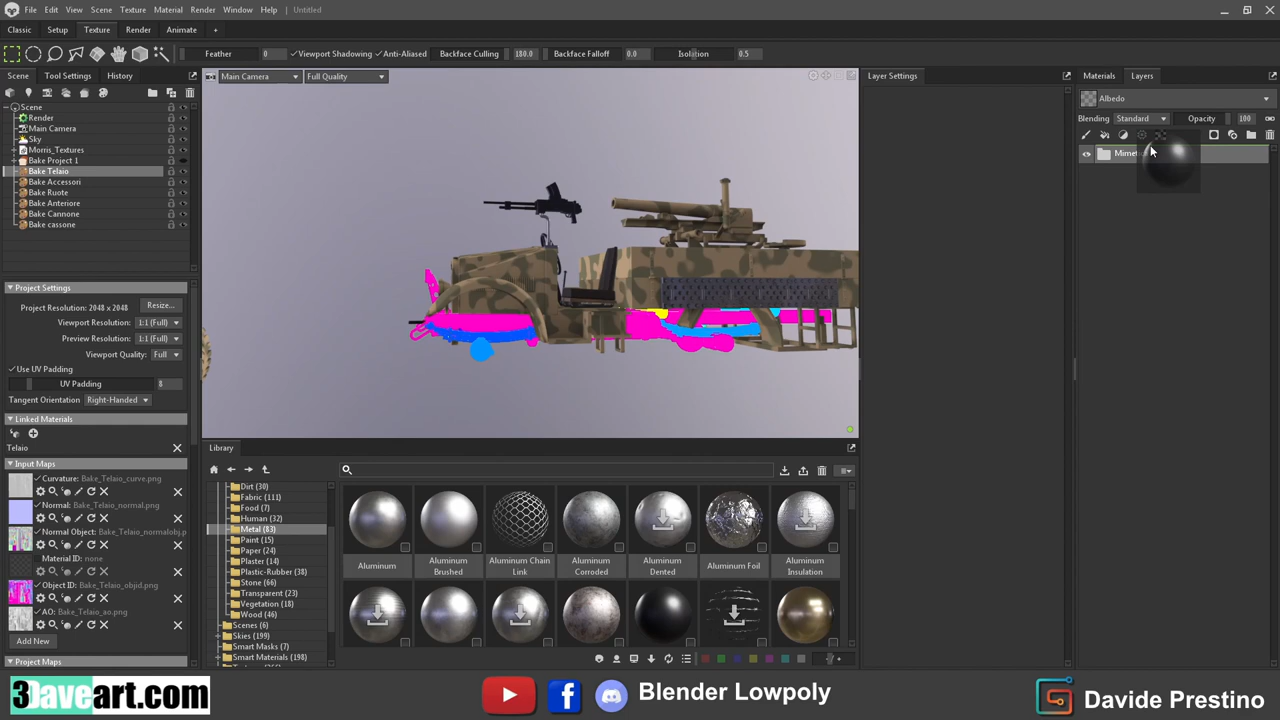 File Edit View Scene Texture Material Render Window Help Untitled
Classic Setup Texture Render Animate +
Feather 0 Viewport Shadowing Anti-Aliased Backface Culling 180.0 Backface Falloff 0.0 Isolation 0.5
Scene Tool Settings History
Main Camera Full Quality
Layer Settings
Materials Layers
Albedo
Blending Standard Opacity 100
Scene
Render
Main Camera
Sky
Morris_Textures
Bake Project 1
Bake Telaio
Bake Accessori
Bake Ruote
Bake Anteriore
Bake Cannone
Bake cassone
Project Settings
Project Resolution: 2048 x 2048 Resize...
Viewport Resolution: 1:1 (Full)
Preview Resolution: 1:1 (Full)
Viewport Quality: Full
Use UV Padding
UV Padding 8
Tangent Orientation Right-Handed
Linked Materials
Telaio
Input Maps
Curvature: Bake_Telaio_curve.png
Normal: Bake_Telaio_normal.png
Normal Object: Bake_Telaio_normalobj.p
Material ID: none
Object ID: Bake_Telaio_objid.png
AO: Bake_Telaio_ao.png
Add New
Project Maps
Library
Dirt (30)
Fabric (111)
Food (7)
Human (32)
Metal (83)
Paint (15)
Paper (24)
Plaster (14)
Plastic-Rubber (38)
Stone (66)
Transparent (23)
Vegetation (18)
Wood (46)
Scenes (6)
Skies (199)
Smart Masks (7)
Smart Materials (198)
Aluminum
Aluminum Brushed
Aluminum Chain Link
Aluminum Corroded
Aluminum Dented
Aluminum Foil
Aluminum Insulation
3Daveart.com
Blender Lowpoly
Davide Prestino